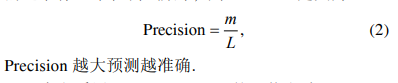 Precision = m/L, (2)
Precision 越大预测越准确.